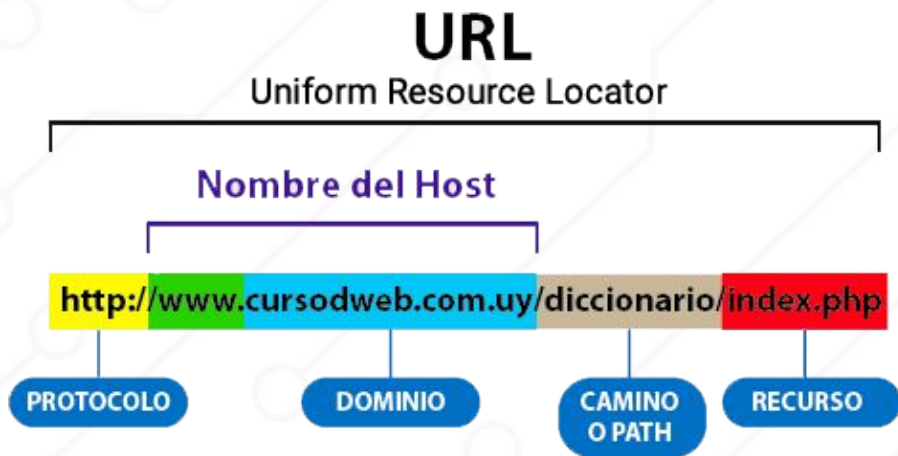 URL
Uniform Resource Locator
Nombre del Host
http://www.cursodweb.com.uy/diccionario/index.php
PROTOCOLO
DOMINIO
CAMINO
O PATH
RECURSO